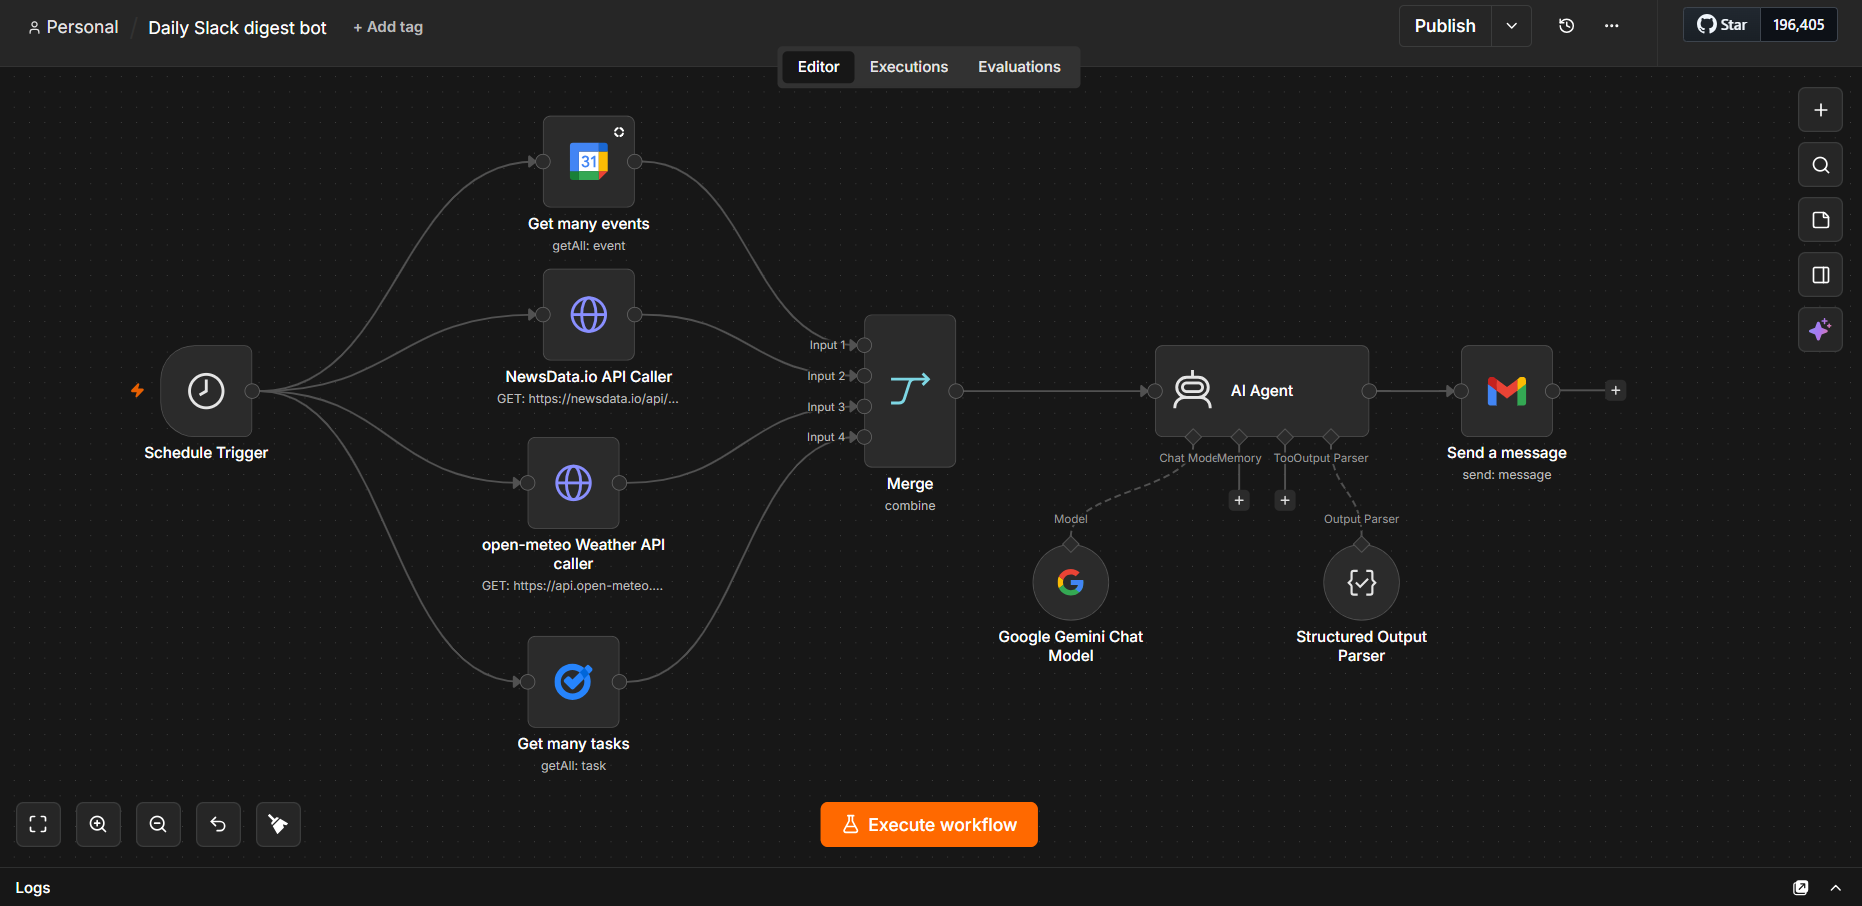 Personal / Daily Slack digest bot + Add tag
Publish
Star 196,405
Editor Executions Evaluations
31
Get many events
getAll: event
NewsData.io API Caller
GET: https://newsdata.io/api/...
open-meteo Weather API
caller
GET: https://api.open-meteo....
Get many tasks
getAll: task
Schedule Trigger
Input 1
Input 2
Input 3
Input 4
Merge
combine
AI Agent
Chat Mode
Memory
Too
Output Parser
Model
Output Parser
Google Gemini Chat
Model
Structured Output
Parser
Send a message
send: message
Execute workflow
Logs